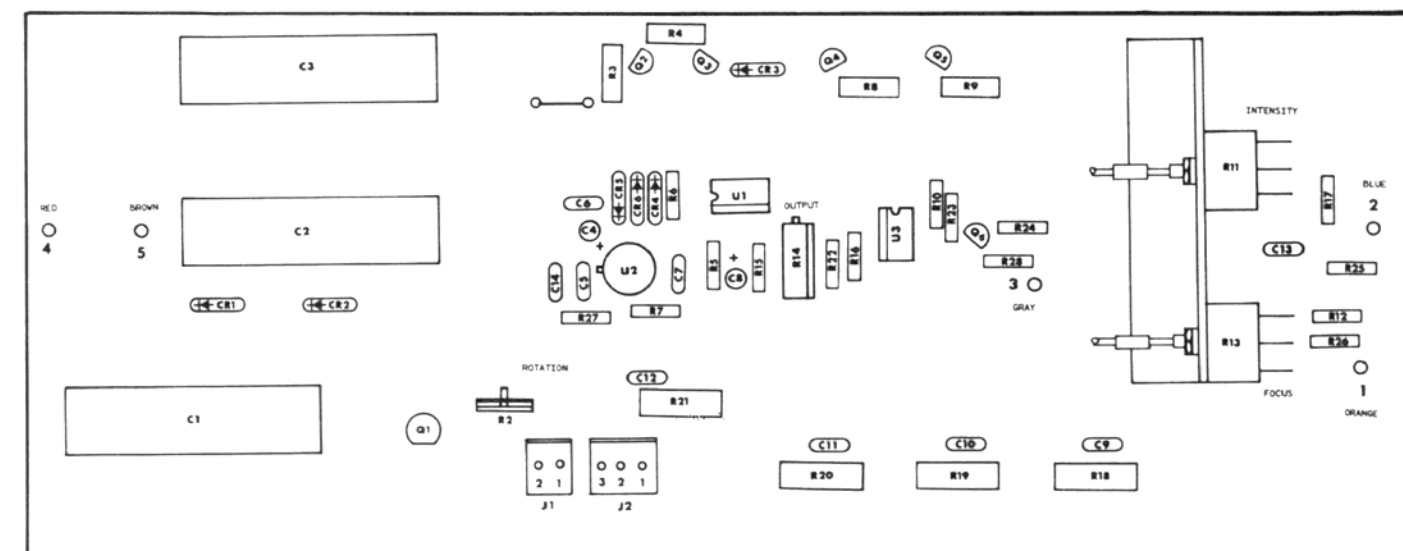 R4
C3
R3
Q2
Q3
CR3
Q4
R8
Q5
R9
INTENSITY
R11
R17
BLUE
2
RED
4
BROWN
5
C2
C6
C4
+
CR5
CR6
CR4
R6
U1
OUTPUT
R10
R23
Q6
R24
R28
3
GRAY
C13
R25
C14
C5
U2
C7
R5
+
C8
R15
R14
R22
R16
U3
CR1
CR2
R27
R7
R12
R26
R13
1
FOCUS
ORANGE
ROTATION
C12
R21
R2
C1
Q1
2 1
J1
3 2 1
J2
C11
R20
C10
R19
C9
R18